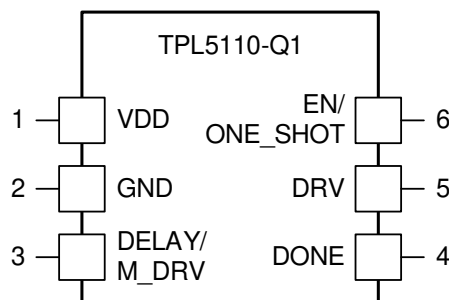 TPL5110-Q1
1
VDD
EN/
ONE_SHOT
6
2
GND
DRV
5
3
DELAY/
M_DRV
DONE
4